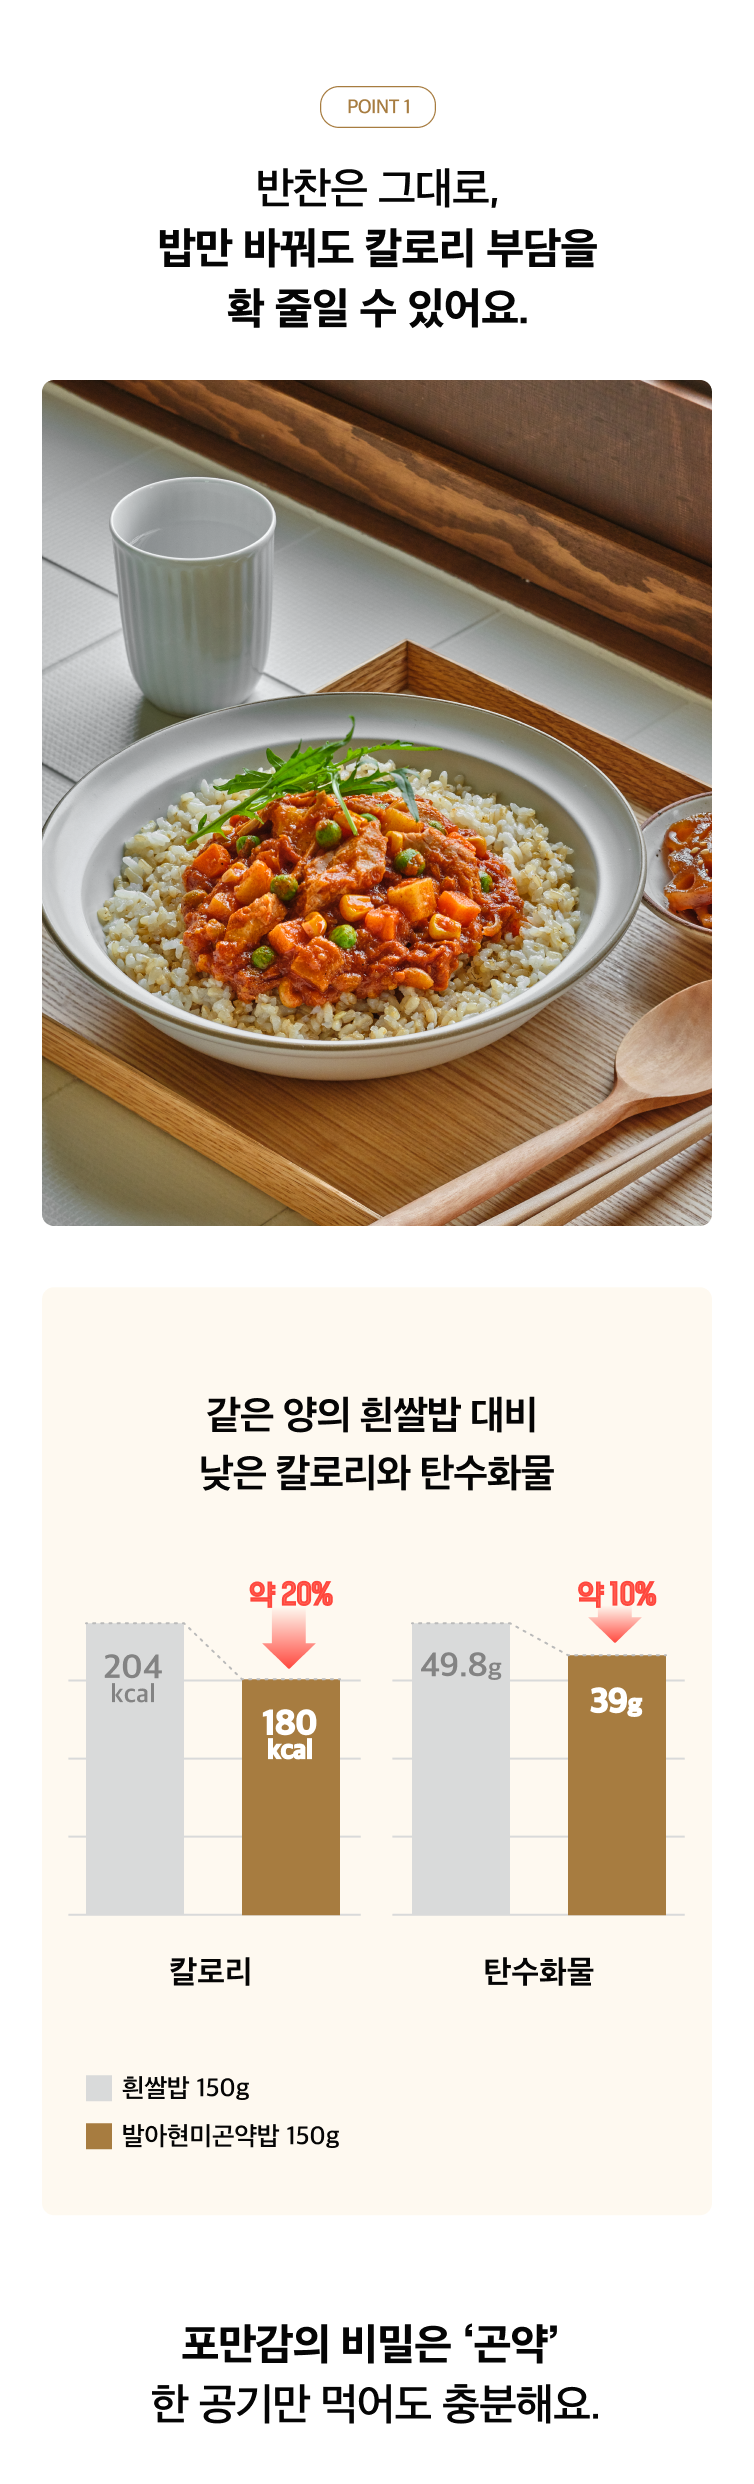 POINT 1
반찬은 그대로,
밥만 바꿔도 칼로리 부담을
확 줄일 수 있어요.
같은 양의 흰쌀밥 대비
낮은 칼로리와 탄수화물
약 20%
약 10%
204
kcal
180
kcal
49.8g
39g
칼로리
탄수화물
흰쌀밥 150g
발아현미곤약밥 150g
포만감의 비밀은 ‘곤약’
한 공기만 먹어도 충분해요.